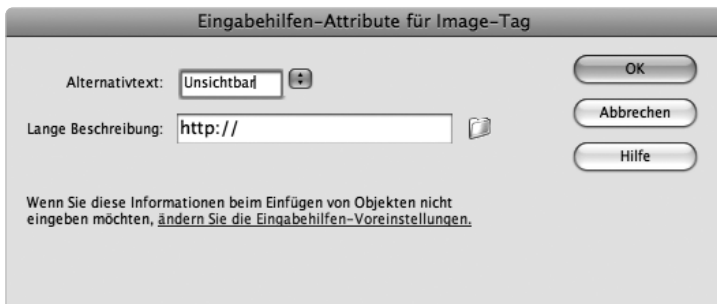 Eingabehilfen-Attribute für Image-Tag
Alternativtext: Unsichtbar
OK
Lange Beschreibung: http://
Abbrechen
Hilfe
Wenn Sie diese Informationen beim Einfügen von Objekten nicht
eingeben möchten, ändern Sie die Eingabehilfen-Voreinstellungen.